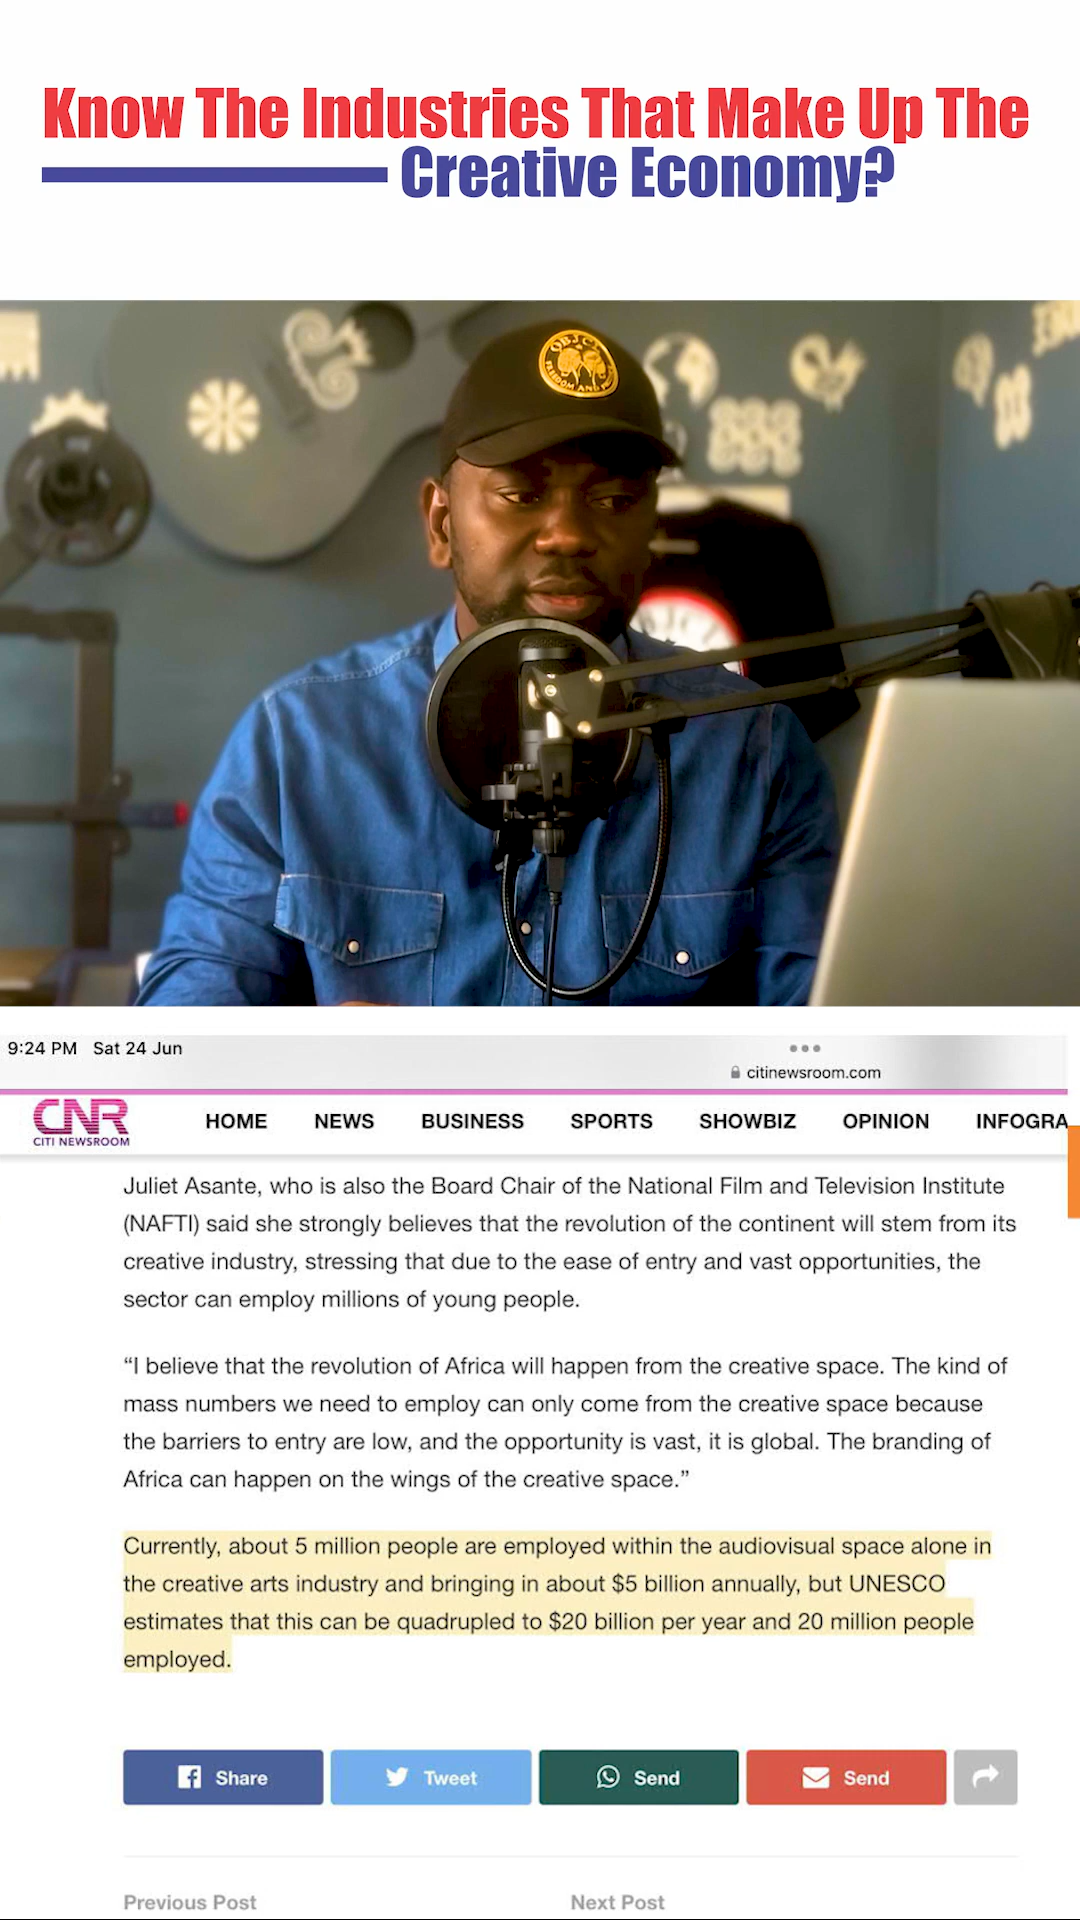 Know The Industries That Make Up The
Creative Economy?
9:24 PM Sat 24 Jun
citinewsroom.com
CNR
CITI NEWSROOM
HOME NEWS BUSINESS SPORTS SHOWBIZ OPINION INFOGRA
Juliet Asante, who is also the Board Chair of the National Film and Television Institute
(NAFTI) said she strongly believes that the revolution of the continent will stem from its
creative industry, stressing that due to the ease of entry and vast opportunities, the
sector can employ millions of young people.
“I believe that the revolution of Africa will happen from the creative space. The kind of
mass numbers we need to employ can only come from the creative space because
the barriers to entry are low, and the opportunity is vast, it is global. The branding of
Africa can happen on the wings of the creative space.”
Currently, about 5 million people are employed within the audiovisual space alone in
the creative arts industry and bringing in about $5 billion annually, but UNESCO
estimates that this can be quadrupled to $20 billion per year and 20 million people
employed.
Share Tweet Send Send
Previous Post Next Post